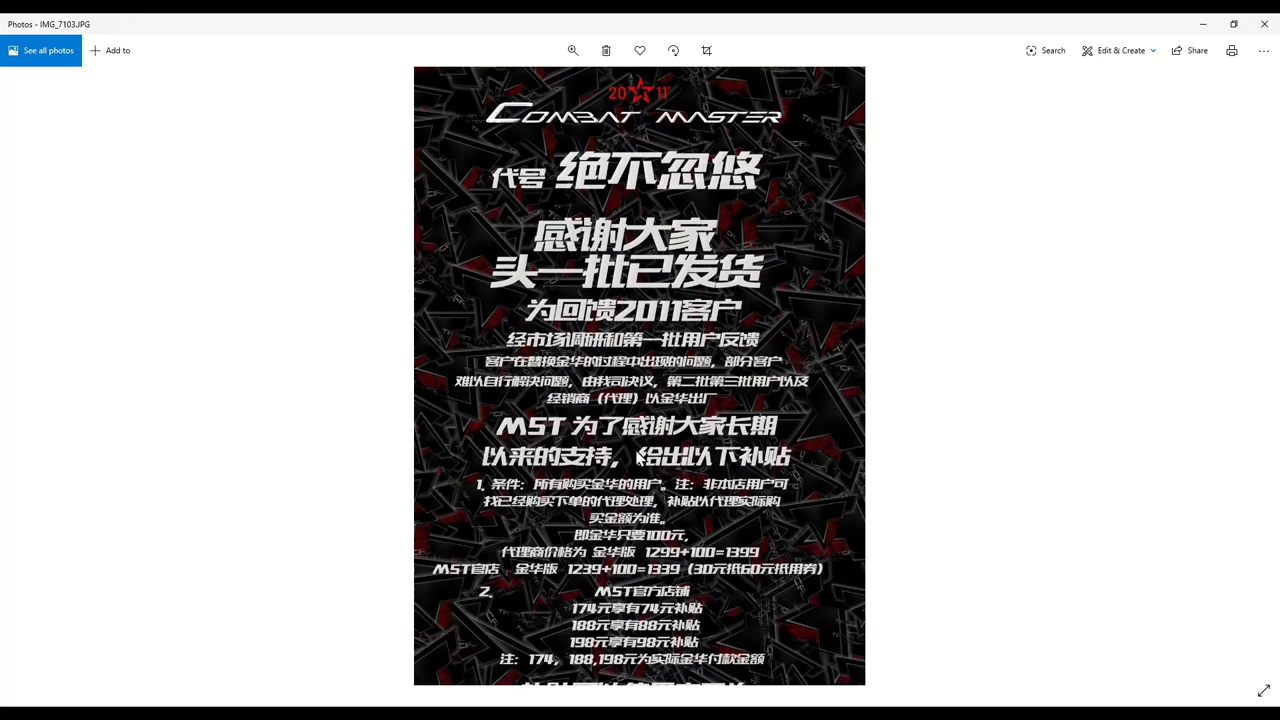 Photos - IMG_7103.JPG
See all photos
Add to
Search
Edit & Create
Share
20 11
COMBAT MASTER
代号 绝不忽悠
感谢大家
头一批已发货
为回馈2011客户
经市场调研和第一批用户反馈
客户在替换金华的过程中出现的问题，部分客户
难以自行解决问题，由我司决议，第二批第三批用户以及
经销商（代理）以金华出厂
MST 为了感谢大家长期
以来的支持，给出以下补贴
1. 条件：所有购买金华的用户。注：非本店用户可
找已经购买下单的代理处理，补贴以代理实际购
买金额为准。
即金华只要100元，
代理商价格为 金华版 1299+100=1399
MST官店 金华版 1239+100=1339（30元抵60元抵用券）
2. MST官方店铺
174元享有74元补贴
188元享有88元补贴
198元享有98元补贴
注：174，188,198元为实际金华付款金额